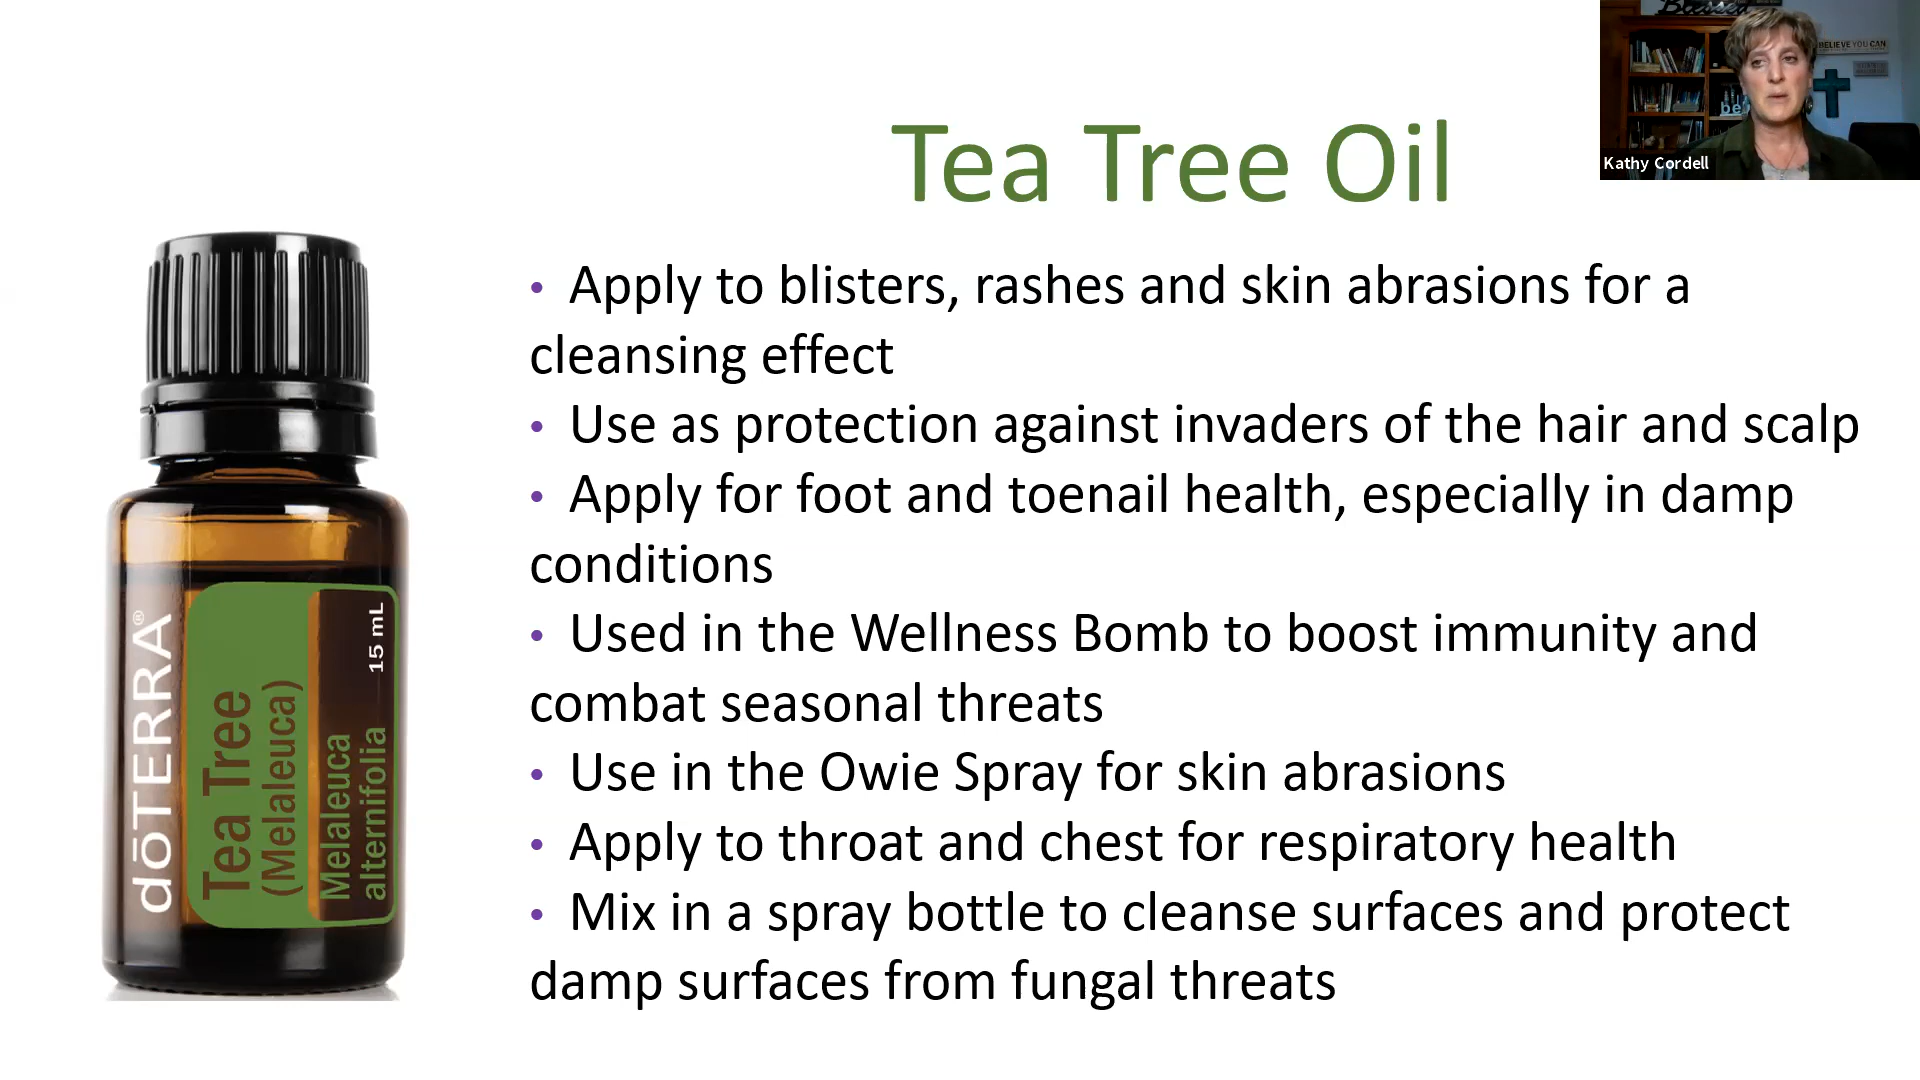 Blessed
BELIEVE YOU CAN
be
Kathy Cordell
Tea Tree Oil
• Apply to blisters, rashes and skin abrasions for a
cleansing effect
• Use as protection against invaders of the hair and scalp
• Apply for foot and toenail health, especially in damp
conditions
• Used in the Wellness Bomb to boost immunity and
combat seasonal threats
• Use in the Owie Spray for skin abrasions
• Apply to throat and chest for respiratory health
• Mix in a spray bottle to cleanse surfaces and protect
damp surfaces from fungal threats
dōTERRA®
Tea Tree
(Melaleuca)
Melaleuca
alternifolia
15 mL